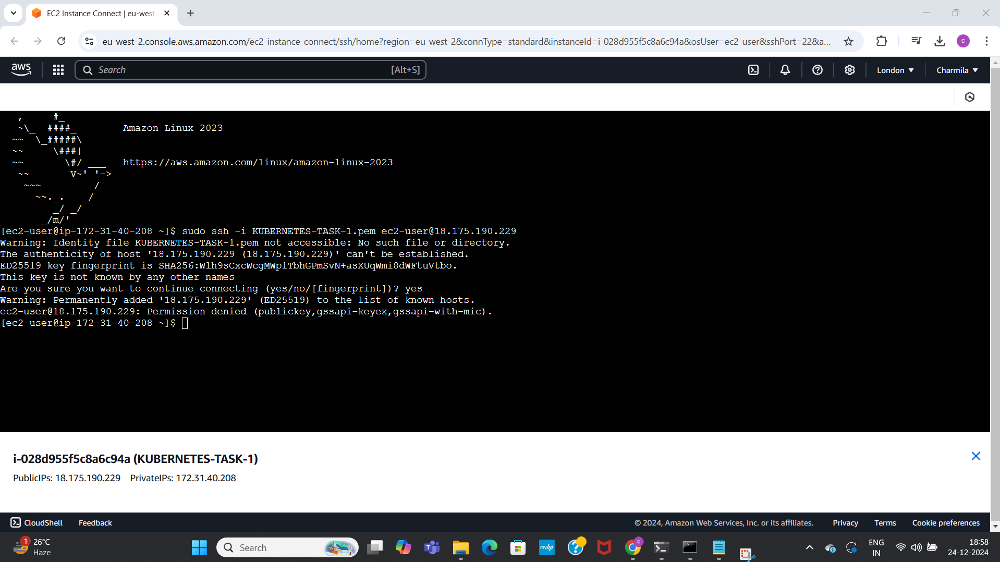 EC2 Instance Connect | eu-west
eu-west-2.console.aws.amazon.com/ec2-instance-connect/ssh/home?region=eu-west-2&connType=standard&instanceId=i-028d955f5c8a6c94a&osUser=ec2-user&sshPort=22&a...
C
aws
Search
[Alt+S]
London ▼
Charmila ▼
   ,     #_
   ~\_  ####_        Amazon Linux 2023
  ~~  \_#####\
  ~~     \###|
  ~~       \#/ ___   https://aws.amazon.com/linux/amazon-linux-2023
   ~~       V~' '->
    ~~~         /
      ~~._.   _/
         _/ _/
       _/m/'
[ec2-user@ip-172-31-40-208 ~]$ sudo ssh -i KUBERNETES-TASK-1.pem ec2-user@18.175.190.229
Warning: Identity file KUBERNETES-TASK-1.pem not accessible: No such file or directory.
The authenticity of host '18.175.190.229 (18.175.190.229)' can't be established.
ED25519 key fingerprint is SHA256:Wlh9sCxcWcgMWp1TbhGPmSvN+asXUqWmi8dWFtuVtbo.
This key is not known by any other names
Are you sure you want to continue connecting (yes/no/[fingerprint])? yes
Warning: Permanently added '18.175.190.229' (ED25519) to the list of known hosts.
ec2-user@18.175.190.229: Permission denied (publickey,gssapi-keyex,gssapi-with-mic).
[ec2-user@ip-172-31-40-208 ~]$
i-028d955f5c8a6c94a (KUBERNETES-TASK-1)
PublicIPs: 18.175.190.229    PrivateIPs: 172.31.40.208
CloudShell
Feedback
© 2024, Amazon Web Services, Inc. or its affiliates.
Privacy
Terms
Cookie preferences
1
26°C
Haze
Search
myhp
C
ENG
IN
18:58
24-12-2024